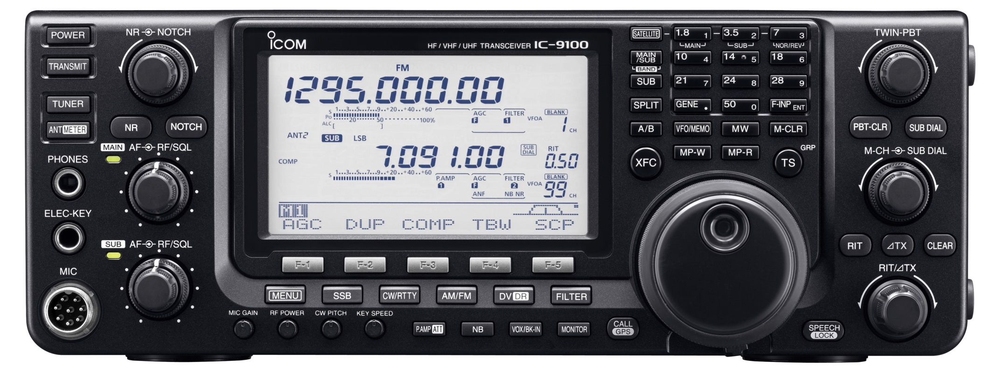 POWER
TRANSMIT
TUNER
ANT METER
PHONES
ELEC-KEY
MIC
NR NOTCH
NR NOTCH
MAIN AF RF/SQL
SUB AF RF/SQL
ICOM
HF / VHF / UHF TRANSCEIVER IC-9100
FM
1295.000.00
S 1...3...5...7...9..+20..+40..+60
Po 20 50 100%
ALC [ ]
AGC FILTER VFOA BLANK
F 1 1 CH
ANT2 SUB LSB
7.091.00
SUB DIAL
RIT
0.50
COMP
S 1...3...5...7...9..+20..+40..+60
P.AMP AGC FILTER VFOA BLANK
1 F 2 99 CH
ANF NB NR
AGC DUP COMP TBW SCP
F-1 F-2 F-3 F-4 F-5
MENU SSB CW/RTTY AM/FM DV DR FILTER
MIC GAIN RF POWER CW PITCH KEY SPEED
P.AMP ATT NB VOX/BK-IN MONITOR
CALL
GPS
SATELLITE 1.8 1 3.5 2 7 3
MAIN SUB NOR/REV
MAIN
/SUB 10 4 14 5 18 6
BAND
SUB 21 7 24 8 28 9
SPLIT GENE . 50 0 F-INP ENT
A/B VFO/MEMO MW M-CLR
XFC MP-W MP-R TS GRP
TWIN-PBT
PBT-CLR SUB DIAL
M-CH SUB DIAL
RIT ⊿TX CLEAR
RIT/⊿TX
SPEECH
LOCK